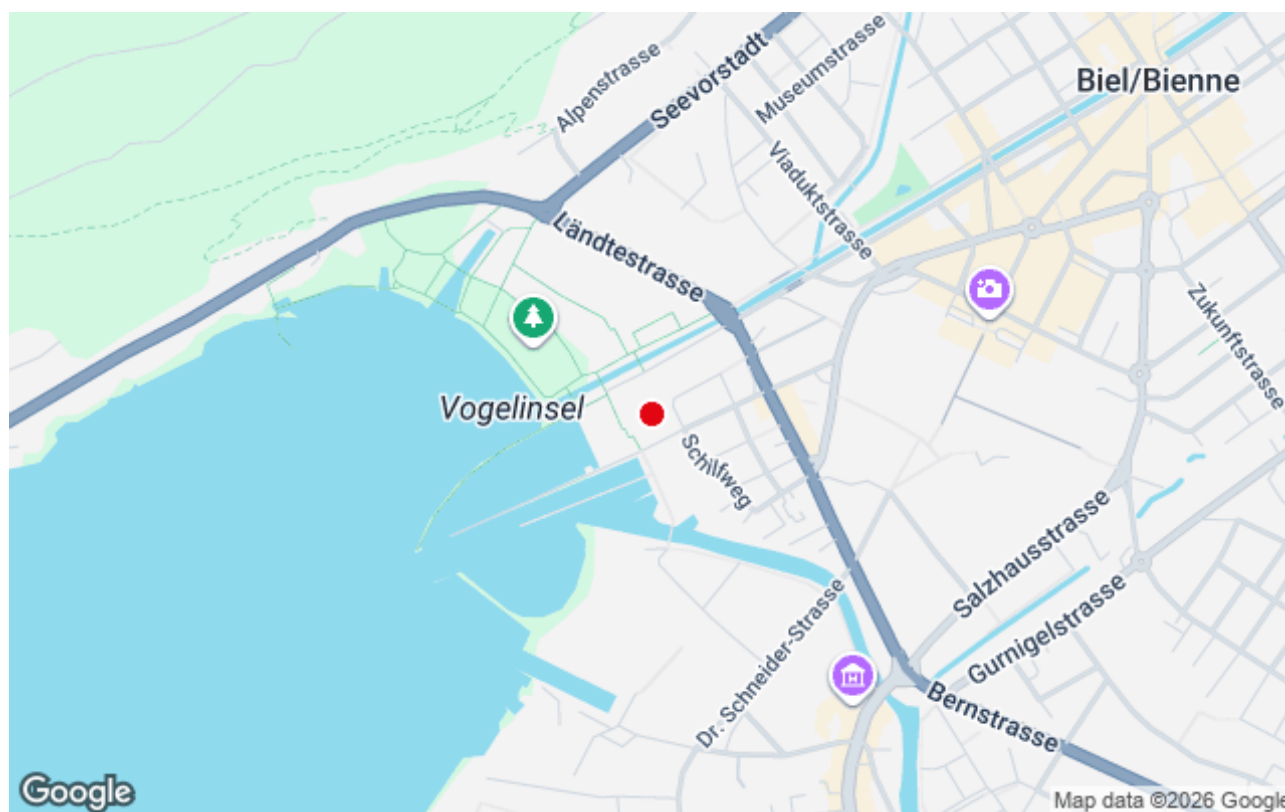 Alpenstrasse
Seevorstadt
Museumstrasse
Biel/Bienne
Viaduktstrasse
Ländtestrasse
Zukunftstrasse
Vogelinsel
Schilfweg
Salzhausstrasse
Gurnigelstrasse
Dr. Schneider-Strasse
Bernstrasse
Google
Map data ©2026 Google